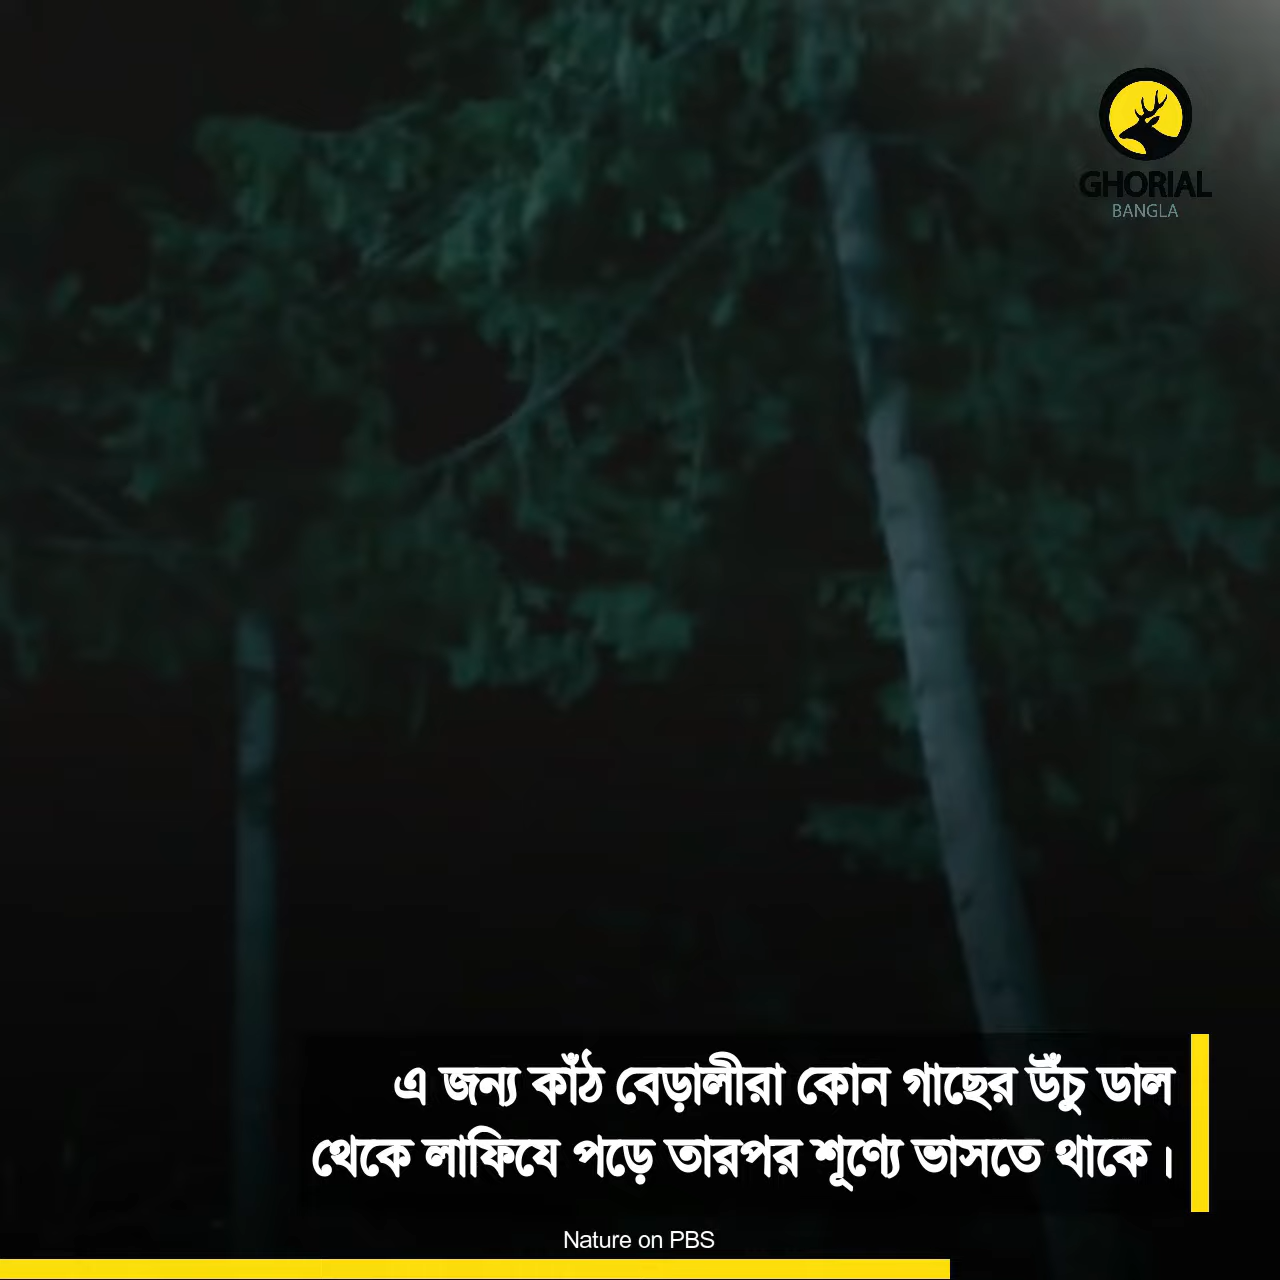 GHORIAL
BANGLA
এ জন্য কাঁঠ বেড়ালীরা কোন গাছের উঁচু ডাল
থেকে লাফিযে পড়ে তারপর শূণ্যে ভাসতে থাকে।
Nature on PBS